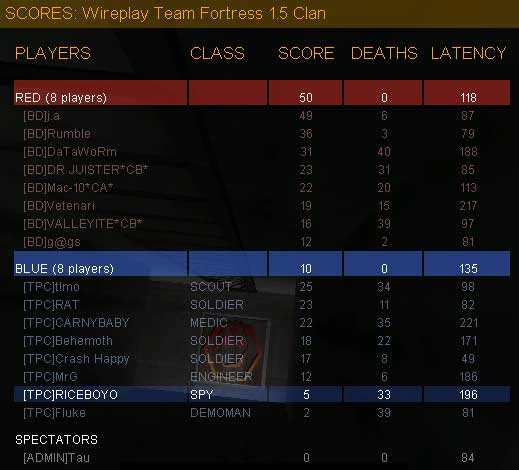 SCORES: Wireplay Team Fortress 1.5 Clan
PLAYERS CLASS SCORE DEATHS LATENCY
RED (8 players) 50 0 118
[BD]j.a 49 6 87
[BD]Rumble 36 3 79
[BD]DaTaWoRm 31 40 188
[BD]DR JUISTER*CB* 23 31 85
[BD]Mac-10*CA* 22 20 113
[BD]Vetenari 19 15 217
[BD]VALLEYITE*CB* 16 39 97
[BD]g@gs 12 2 81
BLUE (8 players) 10 0 135
[TPC]t!mo SCOUT 25 34 98
[TPC]RAT SOLDIER 23 11 82
[TPC]CARNYBABY MEDIC 22 35 221
[TPC]Behemoth SOLDIER 18 22 171
[TPC]Crash Happy SOLDIER 17 8 49
[TPC]MrG ENGINEER 12 6 186
[TPC]RICEBOYO SPY 5 33 196
[TPC]Fluke DEMOMAN 2 39 81
SPECTATORS
[ADMIN]Tau 0 0 84